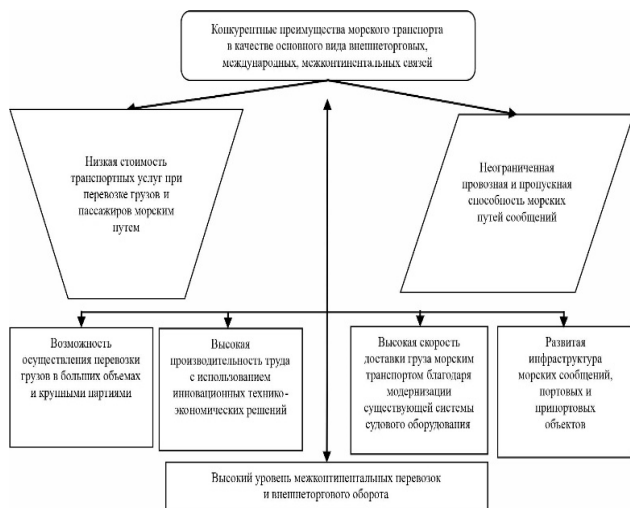 Конкурентные преимущества морского транспорта
в качестве основного вида внешнеторговых,
международных, межконтинентальных связей
Низкая стоимость
транспортных услуг при
перевозке грузов и
пассажиров морским
путем
Неограниченная
провозная и пропускная
способность морских
путей сообщений
Возможность
осуществления перевозки
грузов в больших объемах
и крупными партиями
Высокая
производительность труда
с использованием
инновационных технико-
экономических решений
Высокая скорость
доставки груза морским
транспортом благодаря
модернизации
существующей системы
судового оборудования
Развитая
инфраструктура
морских сообщений,
портовых и
припортовых
объектов
Высокий уровень межконтинентальных перевозок
и внешнеторгового оборота